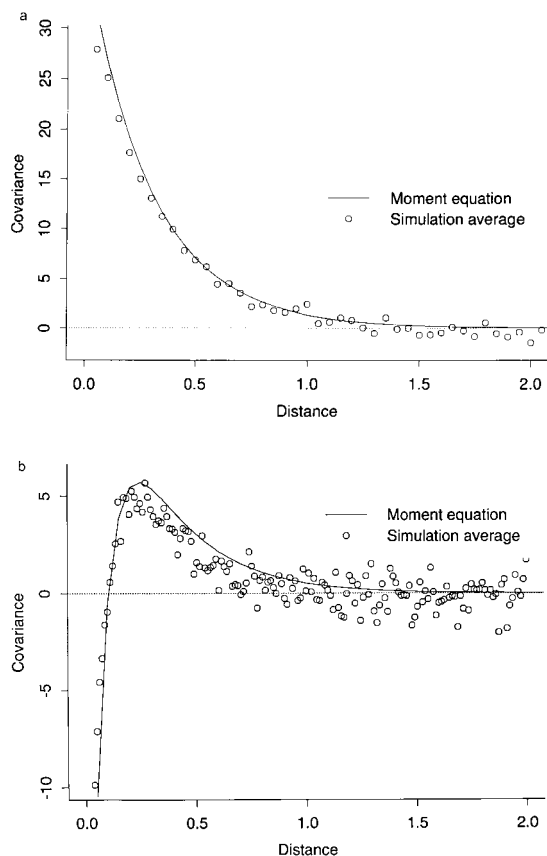 a
30
25
20
15
10
5
0
Covariance
Moment equation
Simulation average
0.0 0.5 1.0 1.5 2.0
Distance
b
5
0
-5
-10
Covariance
Moment equation
Simulation average
0.0 0.5 1.0 1.5 2.0
Distance